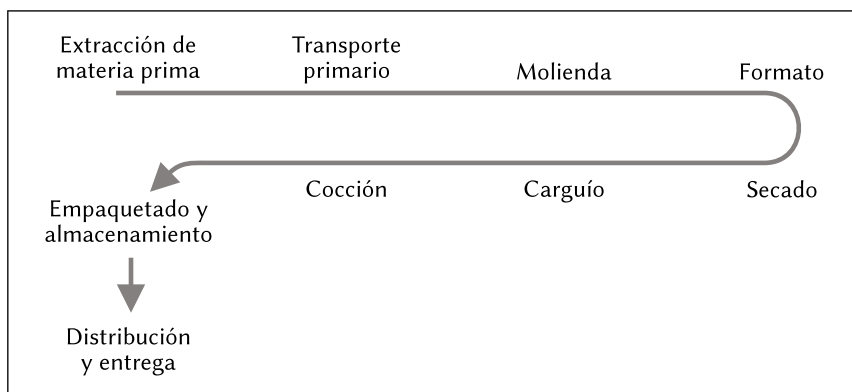 Extracción de
materia prima
Transporte
primario
Molienda
Formato
Secado
Carguío
Cocción
Empaquetado y
almacenamiento
Distribución
y entrega